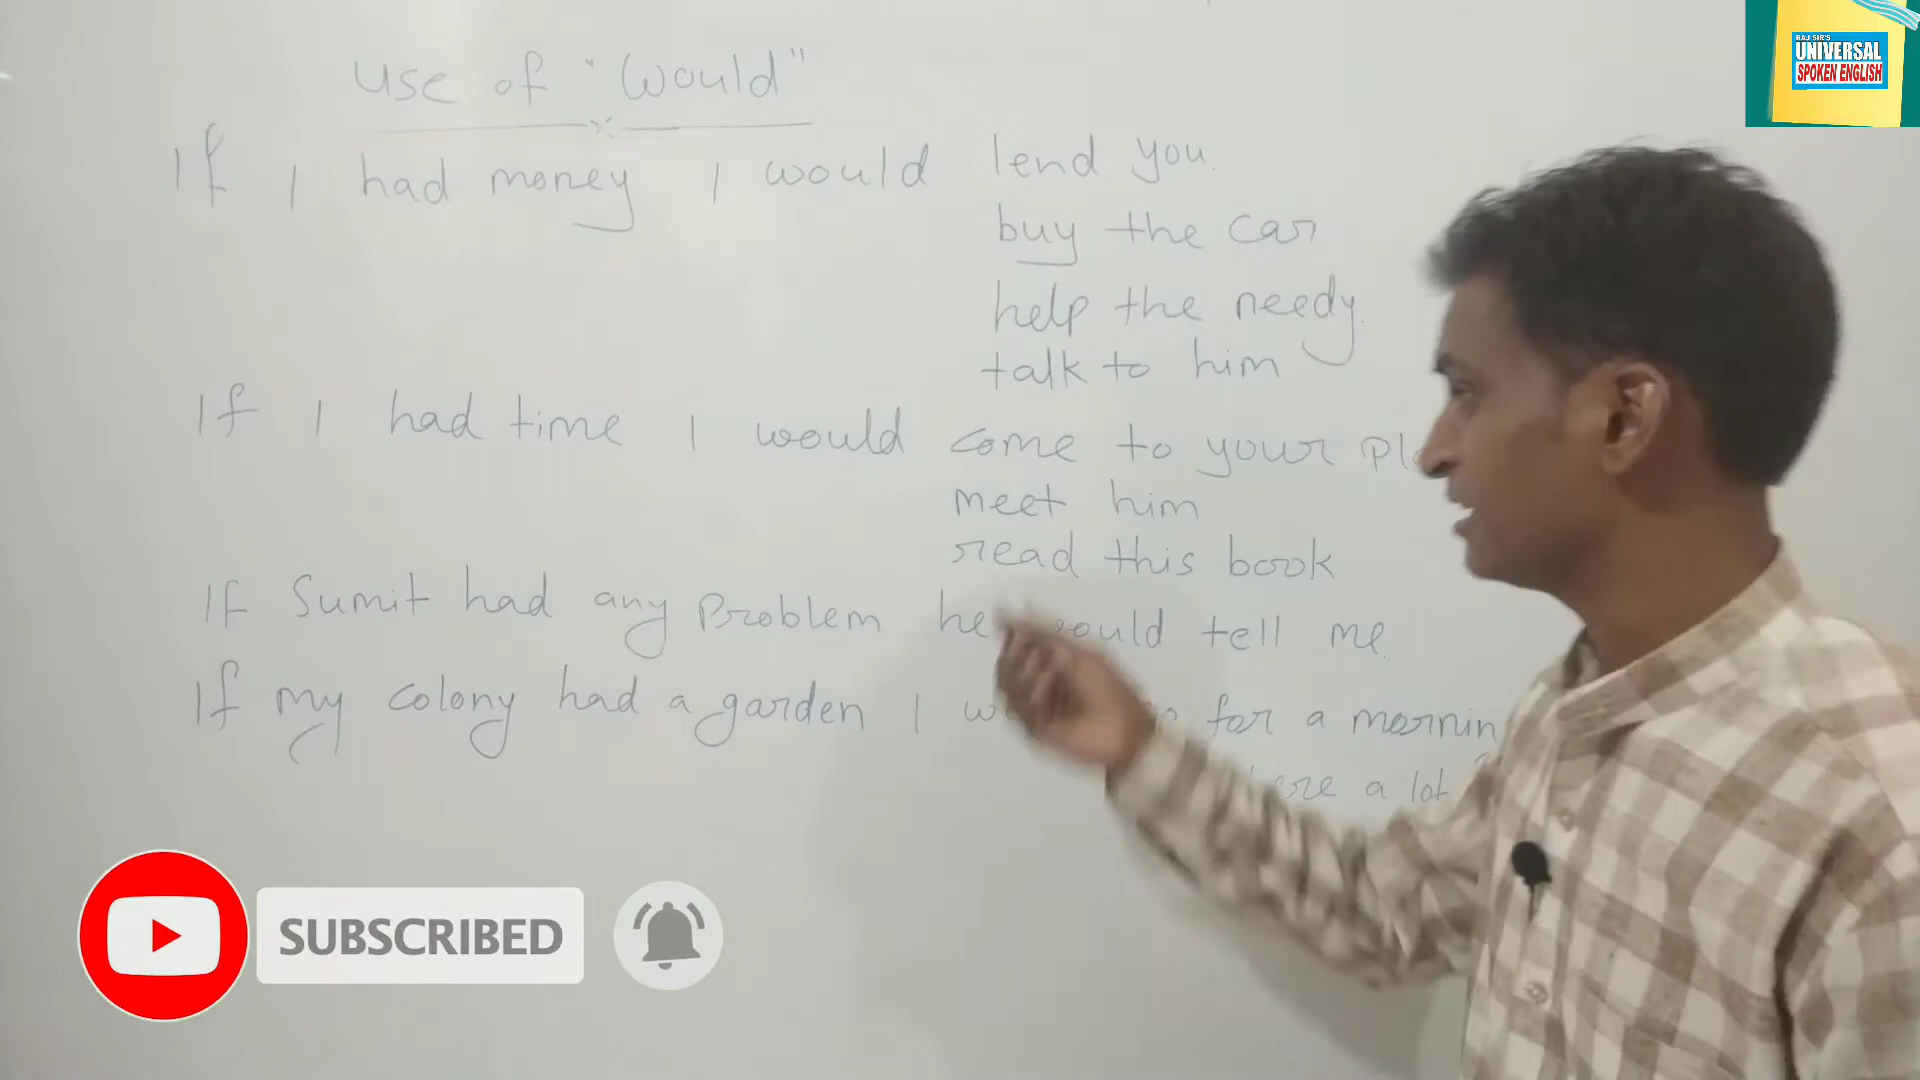 use of "Would"
If I had money I would lend you.
buy the car
help the needy.
talk to him
If I had time I would come to your
meet him
read this book
If Sumit had any Problem he would tell me.
If my colony had a garden I for a
a lot
RAJ SIR'S
UNIVERSAL
SPOKEN ENGLISH
SUBSCRIBED